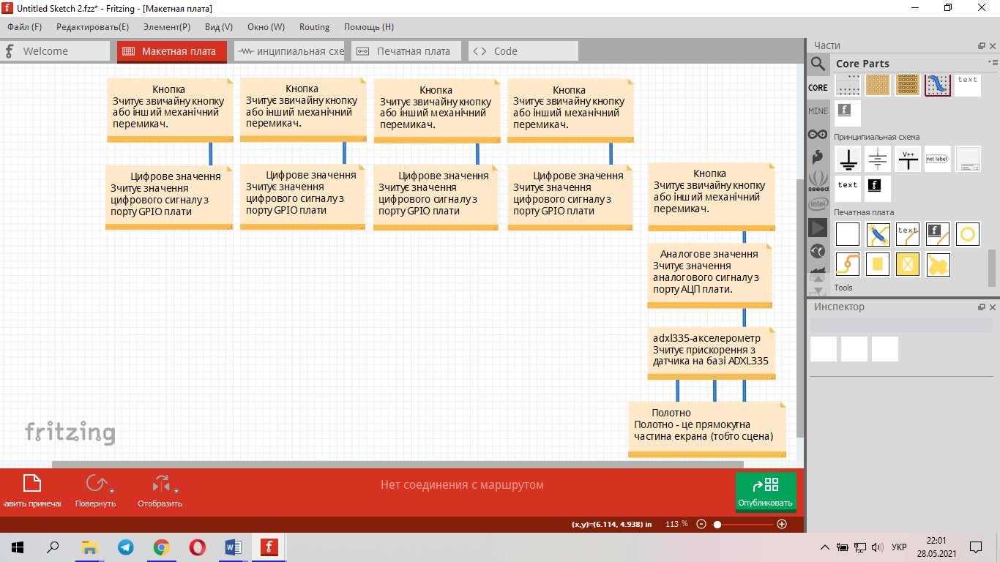 Untitled Sketch 2.fzz* - Fritzing - [Макетная плата]
Файл (F) Редактировать(E) Элемент(P) Вид (V) Окно (W) Routing Помощь (H)
Welcome Макетная плата инципиальная схе Печатная плата Code
Кнопка
Зчитує звичайну кнопку
або інший механічний
перемикач.
Кнопка
Зчитує звичайну кнопку
або інший механічний
перемикач.
Кнопка
Зчитує звичайну кнопку
або інший механічний
перемикач.
Кнопка
Зчитує звичайну кнопку
або інший механічний
перемикач.
Цифрове значення
Зчитує значення
цифрового сигналу з
порту GPIO плати
Цифрове значення
Зчитує значення
цифрового сигналу з
порту GPIO плати
Цифрове значення
Зчитує значення
цифрового сигналу з
порту GPIO плати
Цифрове значення
Зчитує значення
цифрового сигналу з
порту GPIO плати
Кнопка
Зчитує звичайну кнопку
або інший механічний
перемикач.
Аналогове значення
Зчитує значення
аналогового сигналу з
порту АЦП плати.
adxl335-акселерометр
Зчитує прискорення з
датчика на базі ADXL335
Полотно
Полотно - це прямокутна
частина екрана (тобто сцена)
fritzing
Части
Core Parts
CORE
MINE
seeed
intel
text
Принципиальная схема
V++
net label
text
Печатная плата
text
Tools
Инспектор
бавить примечан Повернуть Отобразить
Нет соединения с маршрутом
Опубликовать
(x,y)=(6.114, 4.938) in 113 %
УКР
22:01
28.05.2021